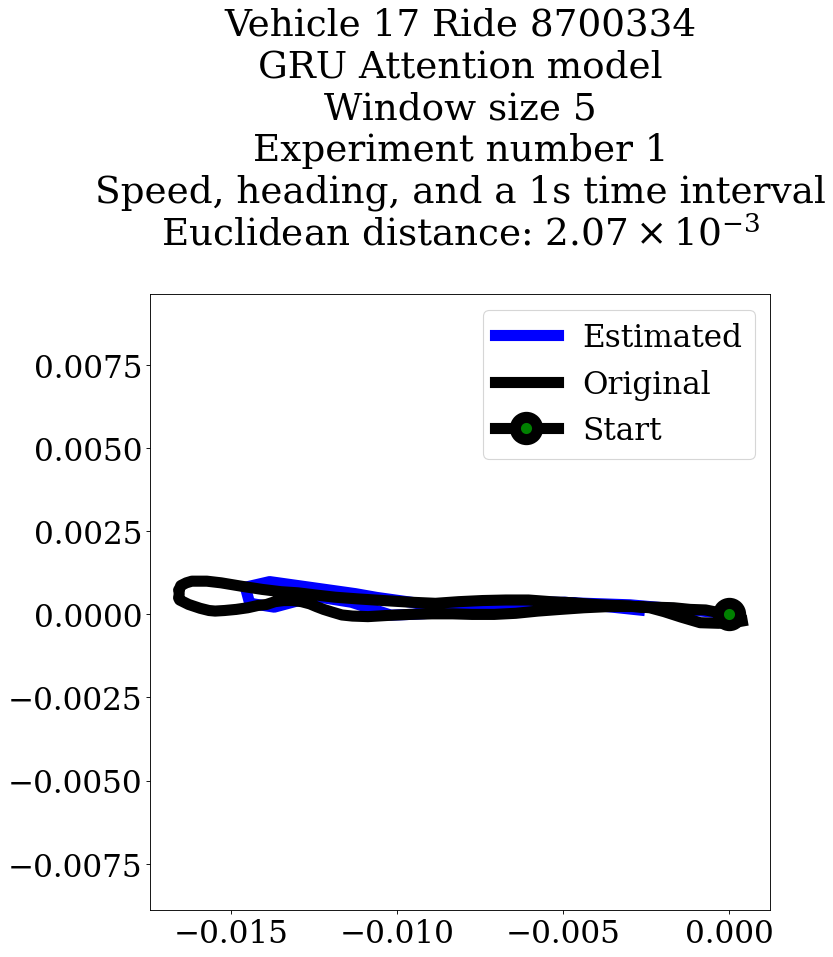 Vehicle 17 Ride 8700334
GRU Attention model
Window size 5
Experiment number 1
Speed, heading, and a 1s time interval
Euclidean distance: 2.07 × 10⁻³
Estimated
Original
Start
0.0075
0.0050
0.0025
0.0000
−0.0025
−0.0050
−0.0075
−0.015
−0.010
−0.005
0.000